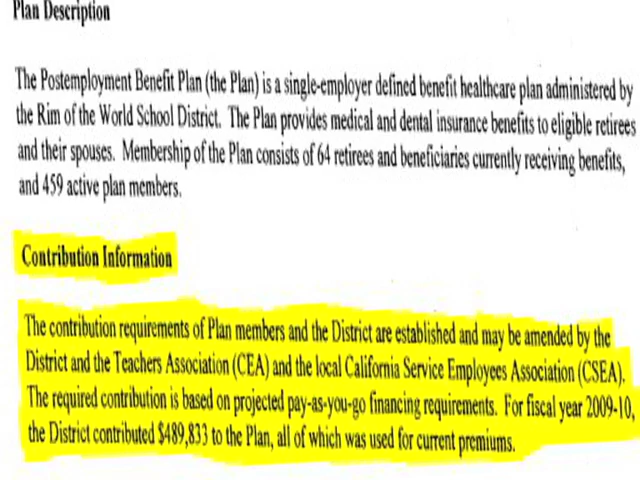 Plan Description
The Postemployment Benefit Plan (the Plan) is a single-employer defined benefit healthcare plan administered by
the Rim of the World School District. The Plan provides medical and dental insurance benefits to eligible retirees
and their spouses. Membership of the Plan consists of 64 retirees and beneficiaries currently receiving benefits,
and 459 active plan members.
Contribution Information
The contribution requirements of Plan members and the District are established and may be amended by the
District and the Teachers Association (CEA) and the local California Service Employees Association (CSEA).
The required contribution is based on projected pay-as-you-go financing requirements. For fiscal year 2009-10,
the District contributed $489,833 to the Plan, all of which was used for current premiums.